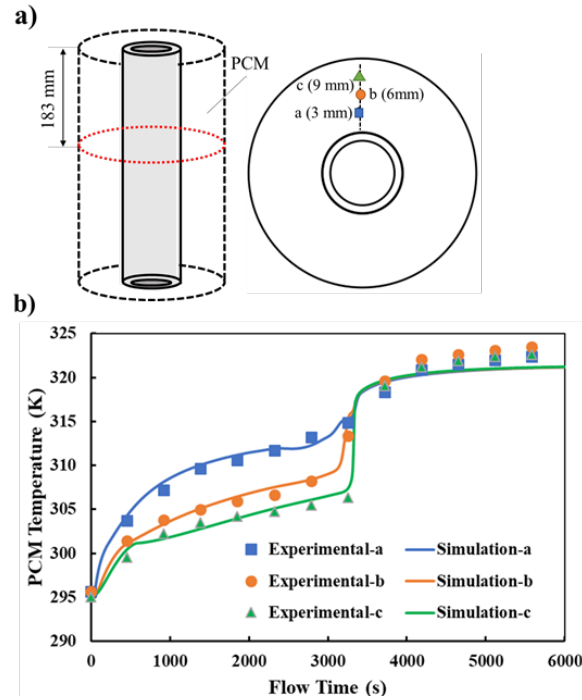 a)
183 mm
PCM
c (9 mm)
b (6mm)
a (3 mm)
b)
PCM Temperature (K)
325
320
315
310
305
300
295
290
Experimental-a
Simulation-a
Experimental-b
Simulation-b
Experimental-c
Simulation-c
0 1000 2000 3000 4000 5000 6000
Flow Time (s)